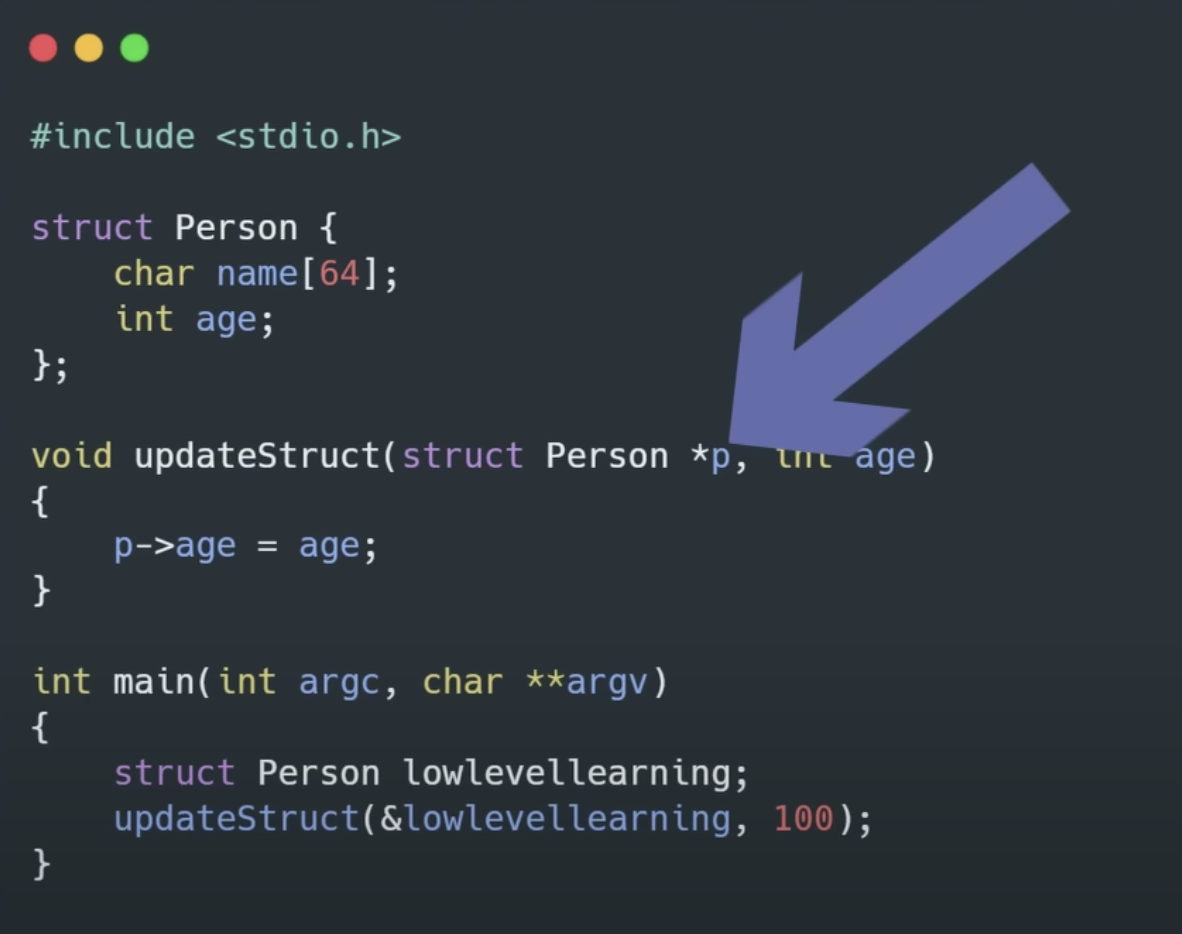 #include <stdio.h>
struct Person {
    char name[64];
    int age;
};
void updateStruct(struct Person *p, int age)
{
    p->age = age;
}
int main(int argc, char **argv)
{
    struct Person lowlevellearning;
    updateStruct(&lowlevellearning, 100);
}